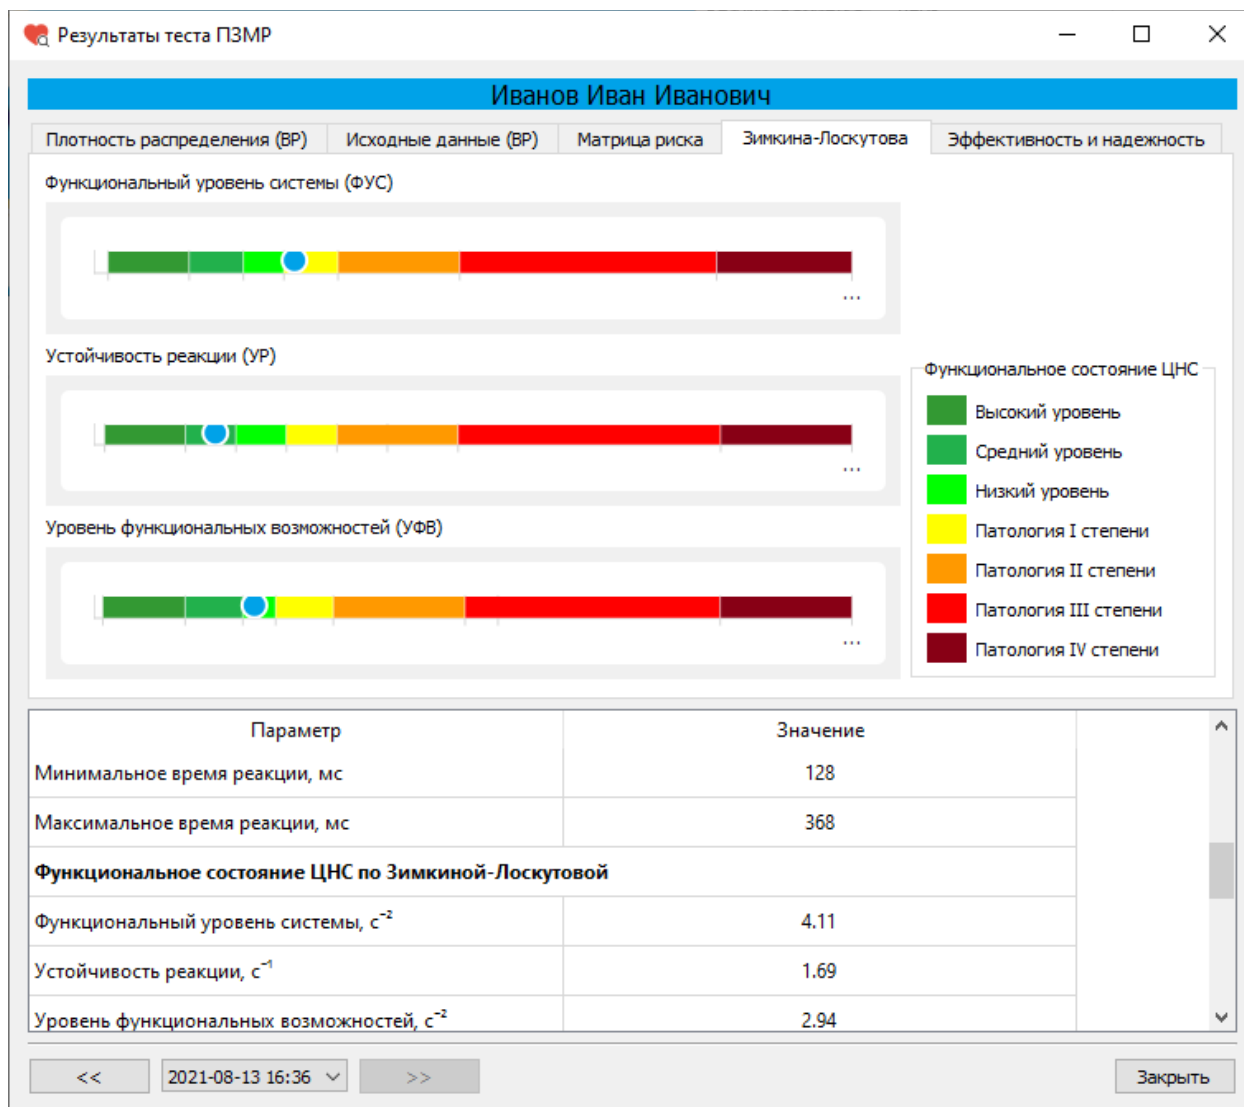 Результаты теста ПЗМР
Иванов Иван Иванович
Плотность распределения (ВР) Исходные данные (ВР) Матрица риска Зимкина-Лоскутова Эффективность и надежность
Функциональный уровень системы (ФУС)
...
Устойчивость реакции (УР)
...
Уровень функциональных возможностей (УФВ)
...
Функциональное состояние ЦНС
Высокий уровень
Средний уровень
Низкий уровень
Патология I степени
Патология II степени
Патология III степени
Патология IV степени
Параметр Значение
Минимальное время реакции, мс 128
Максимальное время реакции, мс 368
Функциональное состояние ЦНС по Зимкиной-Лоскутовой
Функциональный уровень системы, с⁻² 4.11
Устойчивость реакции, с⁻¹ 1.69
Уровень функциональных возможностей, с⁻² 2.94
<< 2021-08-13 16:36 >> Закрыть